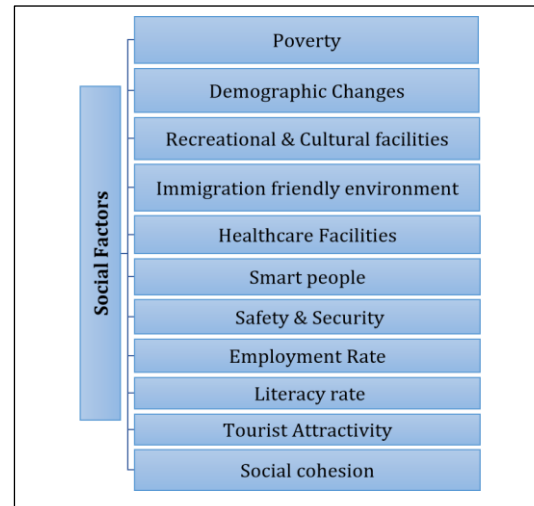 Social Factors
Poverty
Demographic Changes
Recreational & Cultural facilities
Immigration friendly environment
Healthcare Facilities
Smart people
Safety & Security
Employment Rate
Literacy rate
Tourist Attractivity
Social cohesion